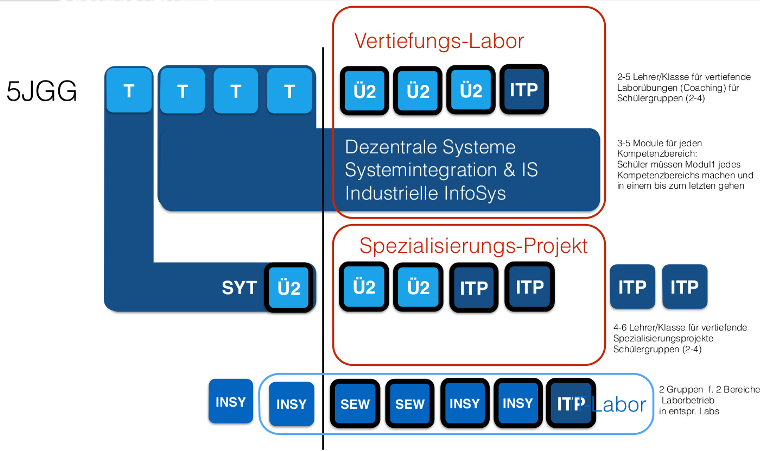 Vertiefungs-Labor
5JGG
T T T T Ü2 Ü2 Ü2 ITP
2-5 Lehrer/Klasse für vertiefende
Laborübungen (Coaching) für
Schülergruppen (2-4)
Dezentrale Systeme
Systemintegration & IS
Industrielle InfoSys
3-5 Module für jeden
Kompetenzbereich:
Schüler müssen Modul1 jedes
Kompetenzbereichs machen und
in einem bis zum letzten gehen
Spezialisierungs-Projekt
SYT Ü2 Ü2 Ü2 ITP ITP ITP ITP
4-6 Lehrer/Klasse für vertiefende
Spezialisierungsprojekte
Schülergruppen (2-4)
INSY INSY SEW SEW INSY INSY ITP Labor
2 Gruppen f. 2 Bereiche
Laborbetrieb
in entspr. Labs